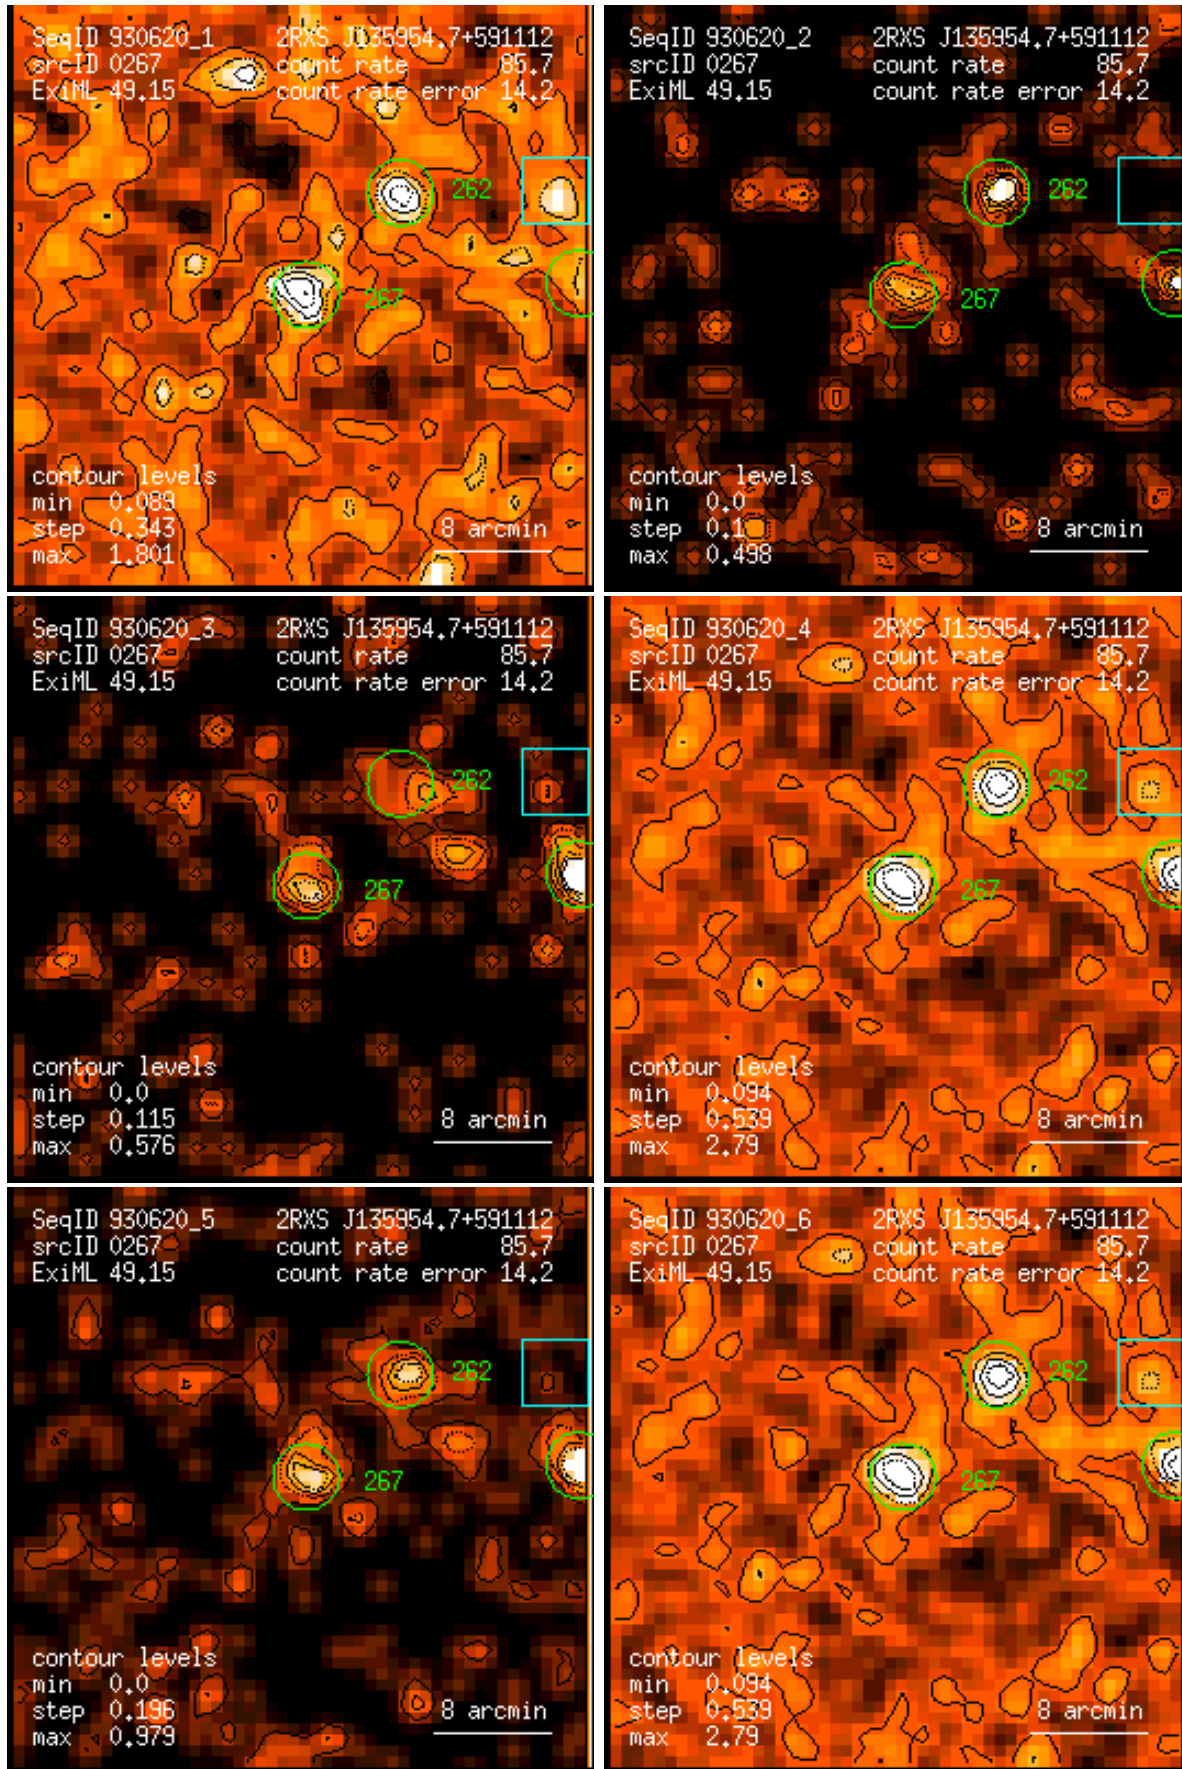 SeqID 930620_1 2RXS J135954.7+591112
srcID 0267 count rate 85.7
ExiML 49.15 count rate error 14.2
262
267
contour levels
min 0.089
step 0.343
max 1.801
8 arcmin
SeqID 930620_2 2RXS J135954.7+591112
srcID 0267 count rate 85.7
ExiML 49.15 count rate error 14.2
262
267
contour levels
min 0.0
step 0.1
max 0.498
8 arcmin
SeqID 930620_3 2RXS J135954.7+591112
srcID 0267 count rate 85.7
ExiML 49.15 count rate error 14.2
262
267
contour levels
min 0.0
step 0.115
max 0.576
8 arcmin
SeqID 930620_4 2RXS J135954.7+591112
srcID 0267 count rate 85.7
ExiML 49.15 count rate error 14.2
262
267
contour levels
min 0.094
step 0.539
max 2.79
8 arcmin
SeqID 930620_5 2RXS J135954.7+591112
srcID 0267 count rate 85.7
ExiML 49.15 count rate error 14.2
262
267
contour levels
min 0.0
step 0.196
max 0.979
8 arcmin
SeqID 930620_6 2RXS J135954.7+591112
srcID 0267 count rate 85.7
ExiML 49.15 count rate error 14.2
262
267
contour levels
min 0.094
step 0.539
max 2.79
8 arcmin